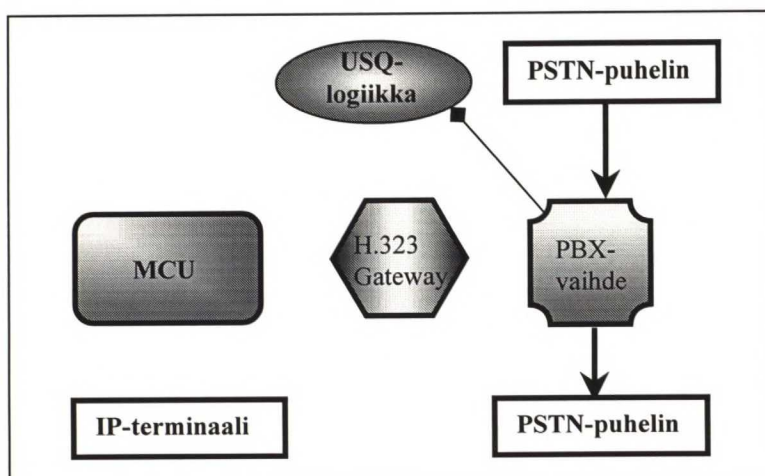 USQ-
logiikka
PSTN-puhelin
MCU
H.323
Gateway
PBX-
vaihde
IP-terminaali
PSTN-puhelin